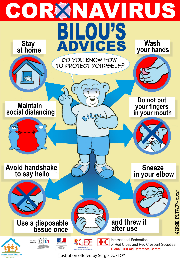 CORONAVIRUS
BILOU'S
ADVICES
DO YOU KNOW HOW
TO PROTECT YOURSELF?
Stay
at home
Wash
your hands
Maintain
social distancing
Do not put
your fingers
in your mouth
Avoid handshake
to say hello
Sneeze
in your elbow
Use a disposable
tissue once
and threw it
after use